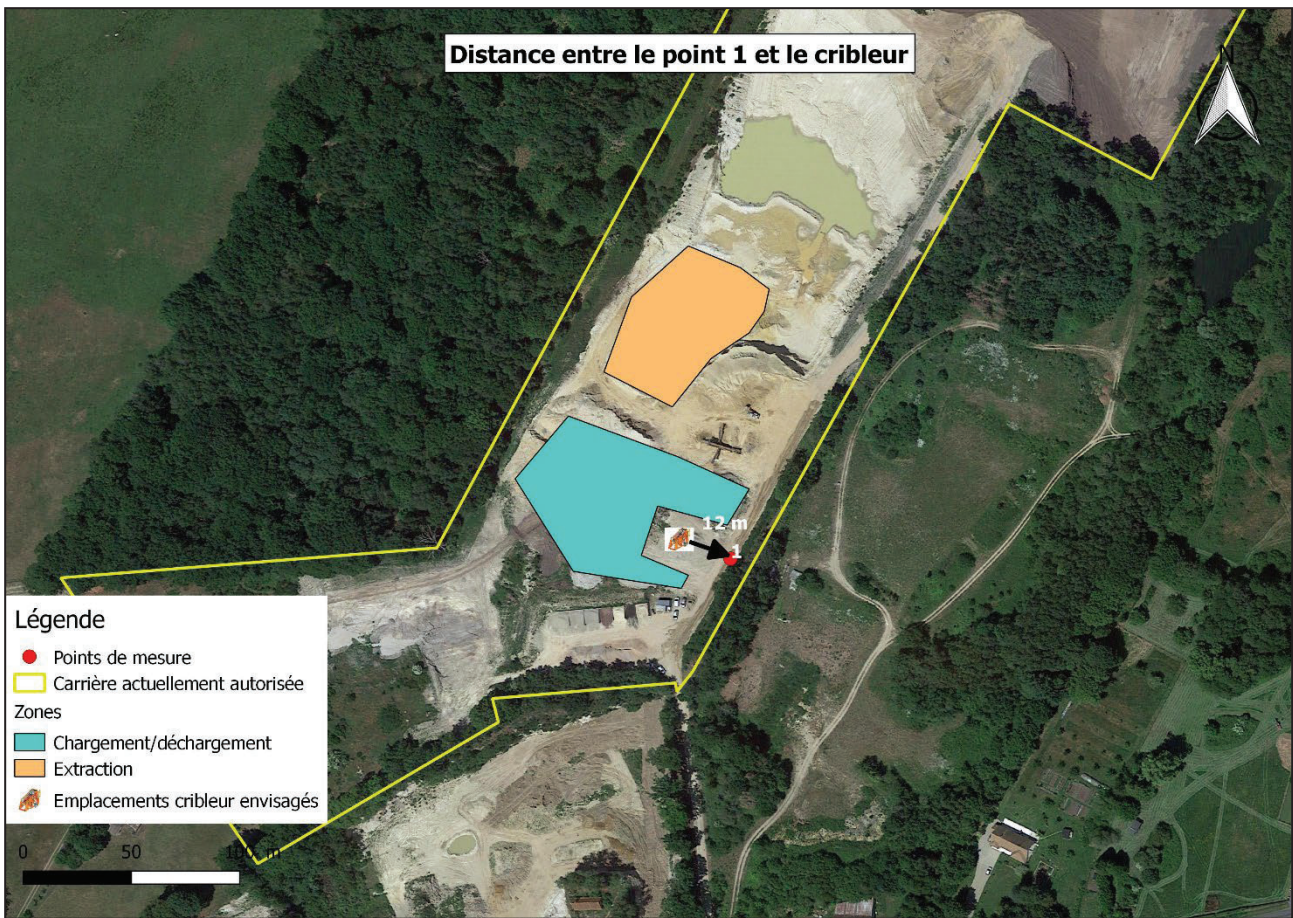 Distance entre le point 1 et le cribleur
N
12 m
1
Légende
Points de mesure
Carrière actuellement autorisée
Zones
Chargement/déchargement
Extraction
Emplacements cribleur envisagés
0 50 100 m